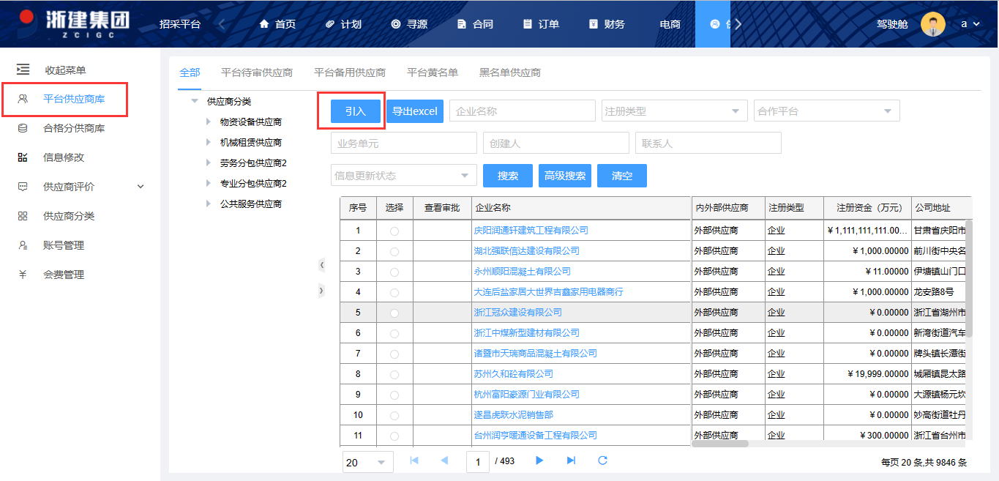 浙建集团
ZCIGC
招采平台 首页 计划 寻源 合同 订单 财务 电商 驾驶舱 a
收起菜单
平台供应商库
合格分供商库
信息修改
供应商评价
供应商分类
账号管理
会费管理
全部 平台待审供应商 平台备用供应商 平台黄名单 黑名单供应商
供应商分类
物资设备供应商
机械租赁供应商
劳务分包供应商2
专业分包供应商2
公共服务供应商
引入 导出excel 企业名称 注册类型 合作平台
业务单元 创建人 联系人
信息更新状态 搜索 高级搜索 清空
序号 选择 查看审批 企业名称 内外部供应商 注册类型 注册资金（万元） 公司地址
1 庆阳润通轩建筑工程有限公司 外部供应商 企业 ¥ 1,111,111,111.00... 甘肃省庆阳市
2 湖北强联信达建设有限公司 外部供应商 企业 ¥ 1,000.00000 前川街中央名
3 永州顺阳混凝土有限公司 外部供应商 企业 ¥ 11.00000 伊塘镇山门口
4 大连后盐家居大世界吉鑫家用电器商行 外部供应商 企业 ¥ 1,000.00000 龙安路8号
5 浙江冠众建设有限公司 外部供应商 企业 ¥ 0.00000 浙江省湖州市
6 浙江中煤新型建材有限公司 外部供应商 企业 ¥ 0.00000 新湾街道汽车
7 诸暨市天瑞商品混凝土有限公司 外部供应商 企业 ¥ 0.00000 牌头镇长潭街
8 苏州久和砼有限公司 外部供应商 企业 ¥ 19,999.00000 城厢镇昆太路
9 杭州富阳豪源门业有限公司 外部供应商 企业 ¥ 0.00000 大源镇杨元坎
10 遂昌虎跃水泥销售部 外部供应商 企业 ¥ 0.00000 妙高街道牡丹
11 台州润亨暖通设备工程有限公司 外部供应商 企业 ¥ 300.00000 浙江省台州市
20 1 / 493 每页 20 条,共 9846 条